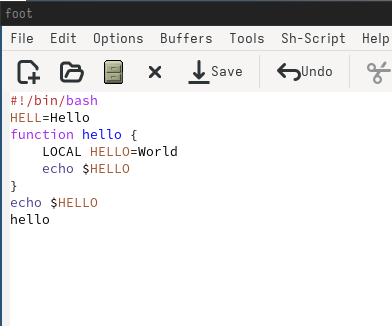 foot
File Edit Options Buffers Tools Sh-Script Help
Save Undo
#!/bin/bash
HELL=Hello
function hello {
    LOCAL HELLO=World
    echo $HELLO
}
echo $HELLO
hello